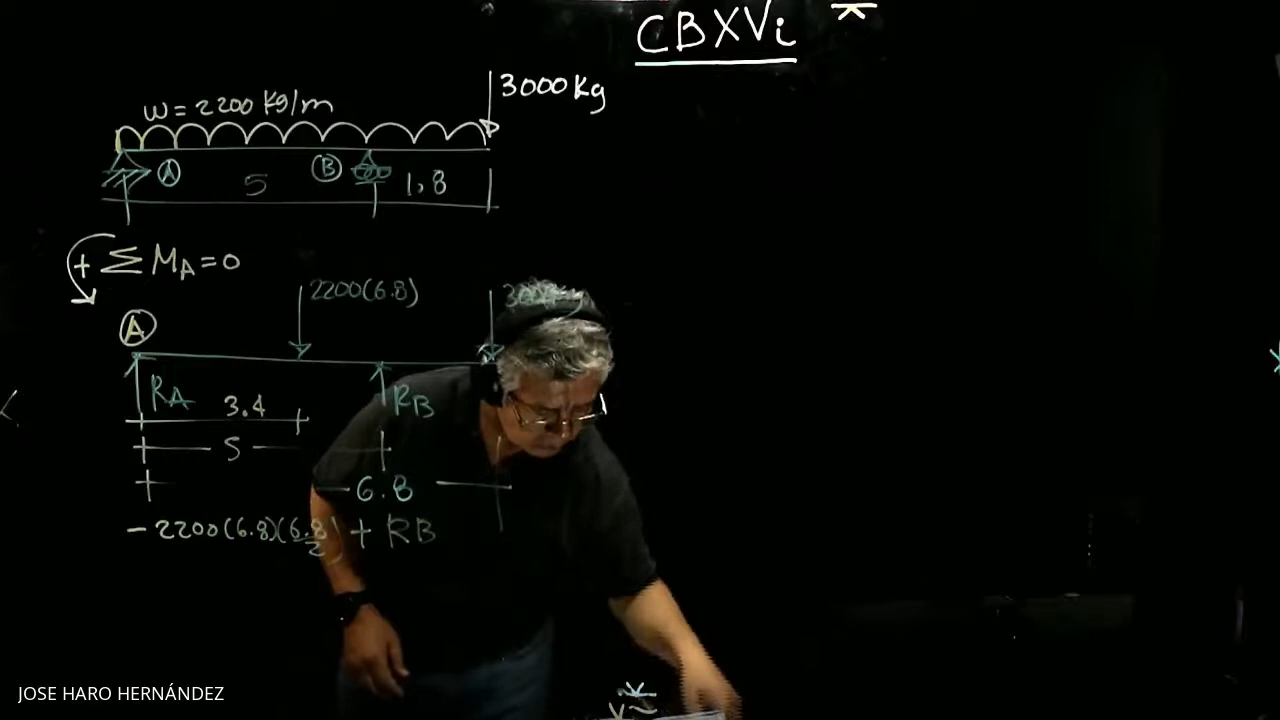 CBXVi
3000 Kg
w = 2200 Kg/m
A
B
5
1,8
+ Σ MA = 0
2200(6.8)
A
RA
RB
3.4
5
6.8
- 2200(6.8)(6.8/2) + RB
JOSE HARO HERNÁNDEZ